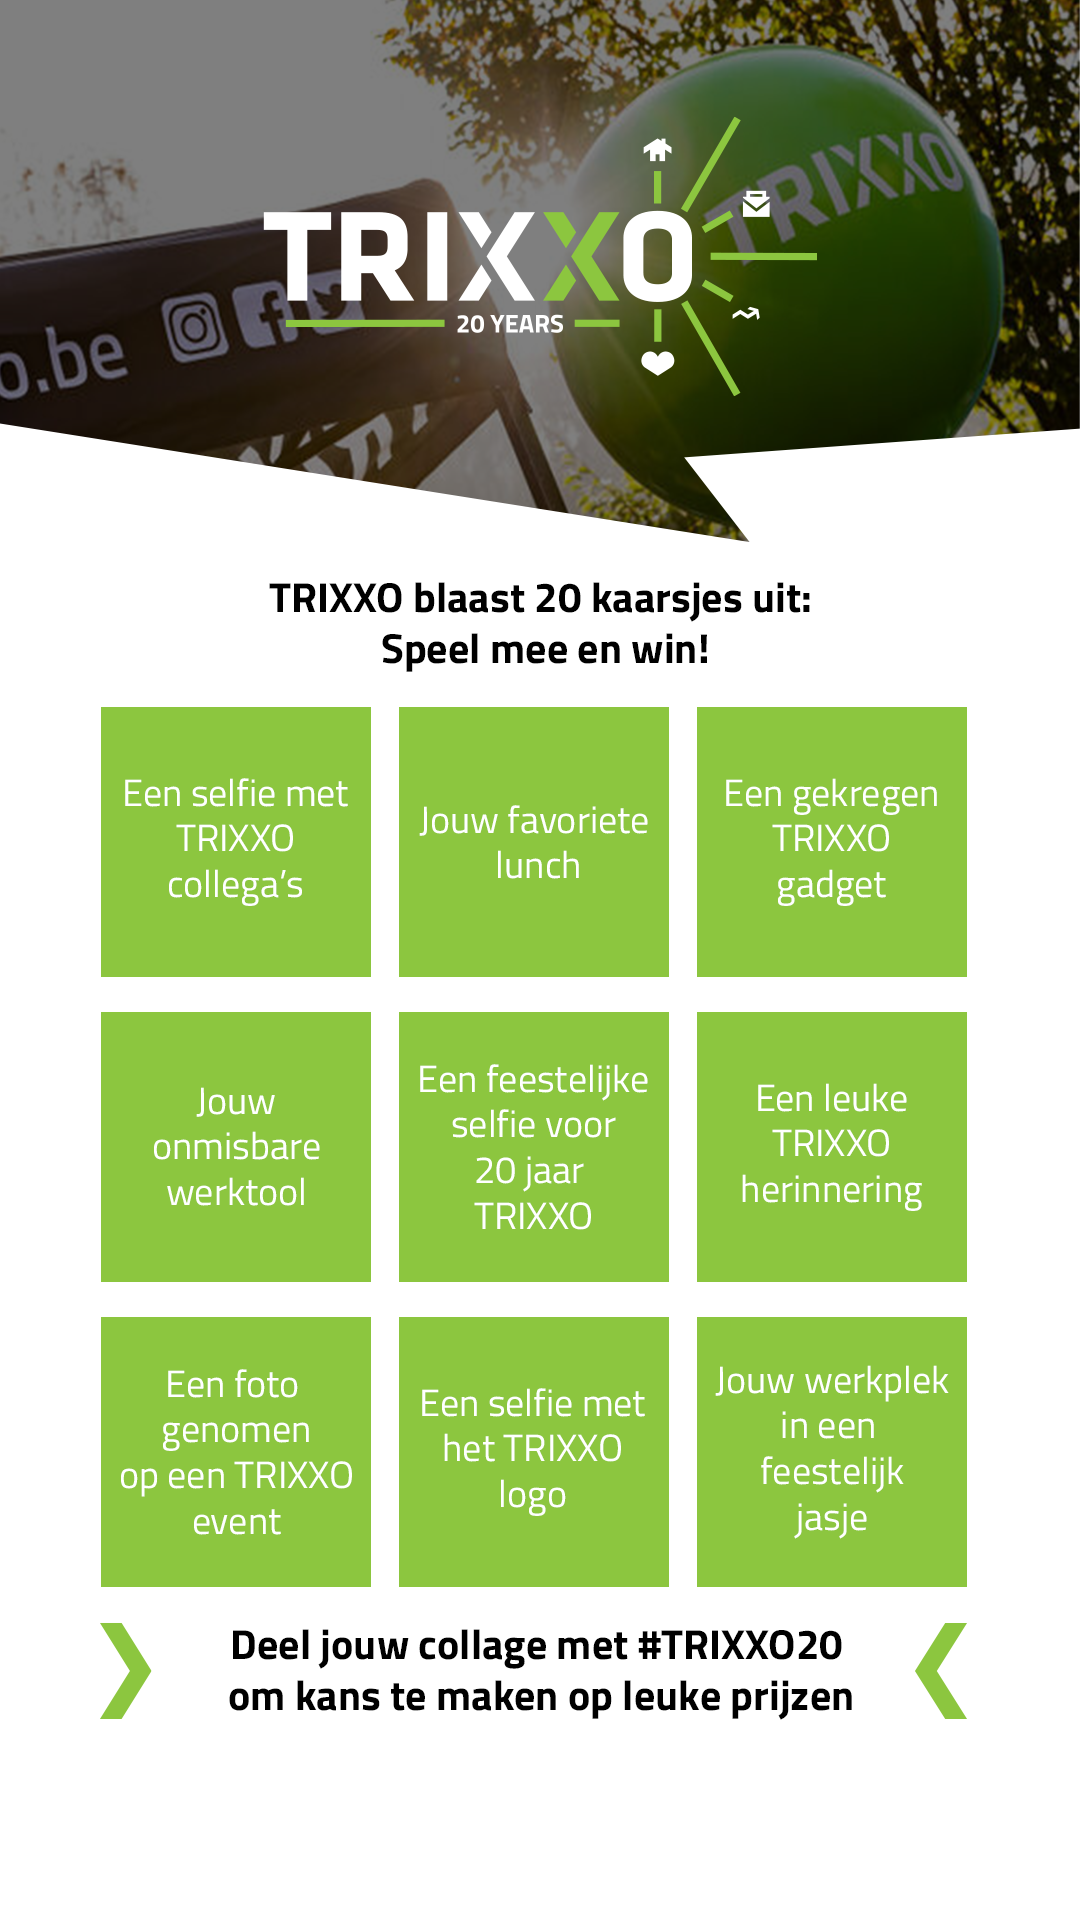 TRIXXO
TRIXXO
20 YEARS
o.be
TRIXXO blaast 20 kaarsjes uit:
Speel mee en win!
Een selfie met
TRIXXO
collega’s
Jouw favoriete
lunch
Een gekregen
TRIXXO
gadget
Jouw
onmisbare
werktool
Een feestelijke
selfie voor
20 jaar
TRIXXO
Een leuke
TRIXXO
herinnering
Een foto
genomen
op een TRIXXO
event
Een selfie met
het TRIXXO
logo
Jouw werkplek
in een
feestelijk
jasje
Deel jouw collage met #TRIXXO20
om kans te maken op leuke prijzen